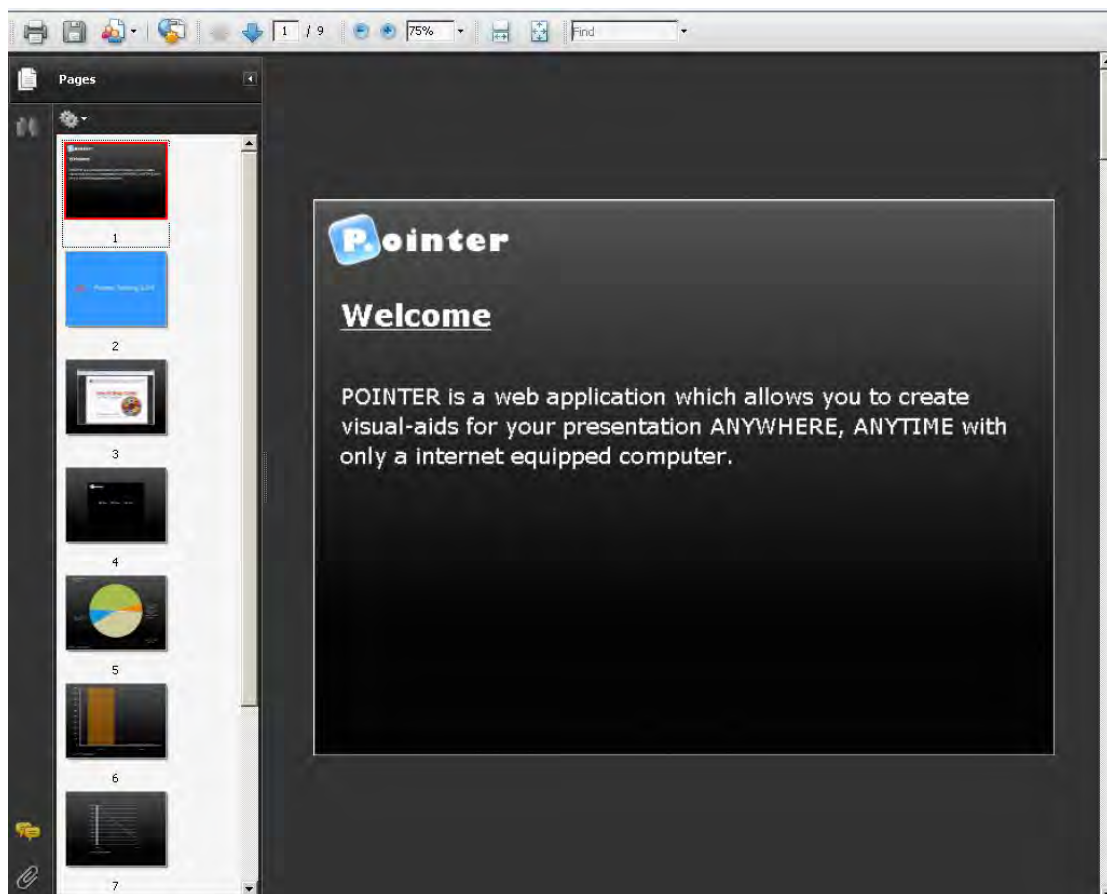 1 / 9
75%
Find
Pages
1
2
3
4
5
6
7
P.ointer
Welcome
POINTER is a web application which allows you to create
visual-aids for your presentation ANYWHERE, ANYTIME with
only a internet equipped computer.